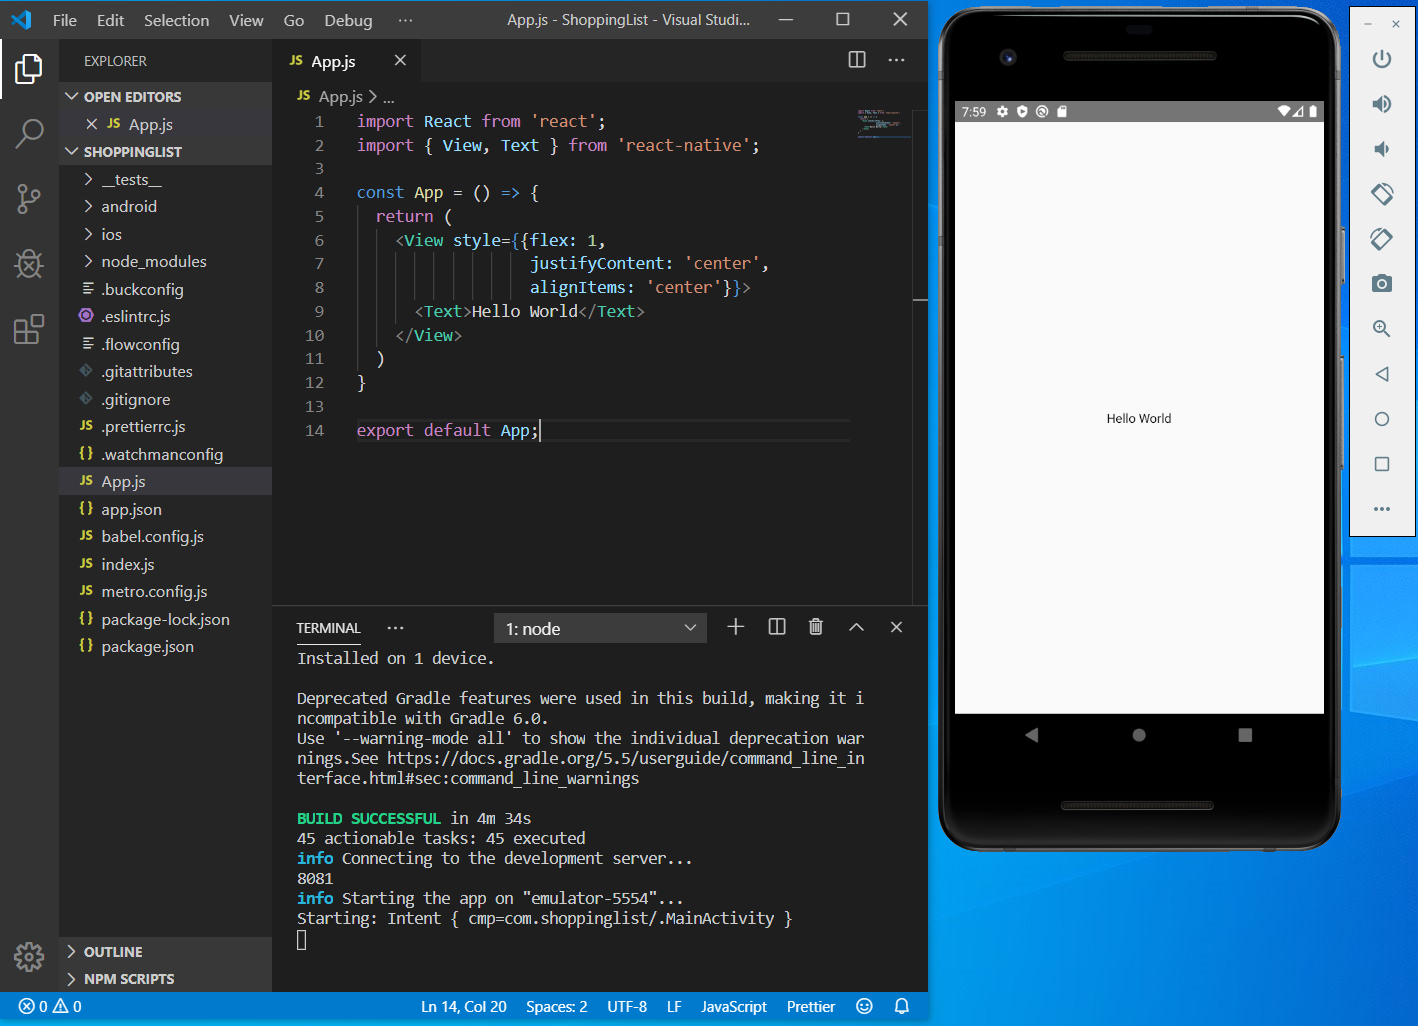 File Edit Selection View Go Debug ··· App.js - ShoppingList - Visual Studi...
EXPLORER
OPEN EDITORS
JS App.js
SHOPPINGLIST
__tests__
android
ios
node_modules
.buckconfig
.eslintrc.js
.flowconfig
.gitattributes
.gitignore
JS .prettierrc.js
{} .watchmanconfig
JS App.js
{} app.json
JS babel.config.js
JS index.js
JS metro.config.js
{} package-lock.json
{} package.json
OUTLINE
NPM SCRIPTS
JS App.js
JS App.js > ...
1 import React from 'react';
2 import { View, Text } from 'react-native';
3
4 const App = () => {
5 return (
6 <View style={{flex: 1,
7 justifyContent: 'center',
8 alignItems: 'center'}}>
9 <Text>Hello World</Text>
10 </View>
11 )
12 }
13
14 export default App;
TERMINAL ··· 1: node
Installed on 1 device.
Deprecated Gradle features were used in this build, making it i
ncompatible with Gradle 6.0.
Use '--warning-mode all' to show the individual deprecation war
nings.See https://docs.gradle.org/5.5/userguide/command_line_in
terface.html#sec:command_line_warnings
BUILD SUCCESSFUL in 4m 34s
45 actionable tasks: 45 executed
info Connecting to the development server...
8081
info Starting the app on "emulator-5554"...
Starting: Intent { cmp=com.shoppinglist/.MainActivity }
0 0 Ln 14, Col 20 Spaces: 2 UTF-8 LF JavaScript Prettier
7:59
Hello World